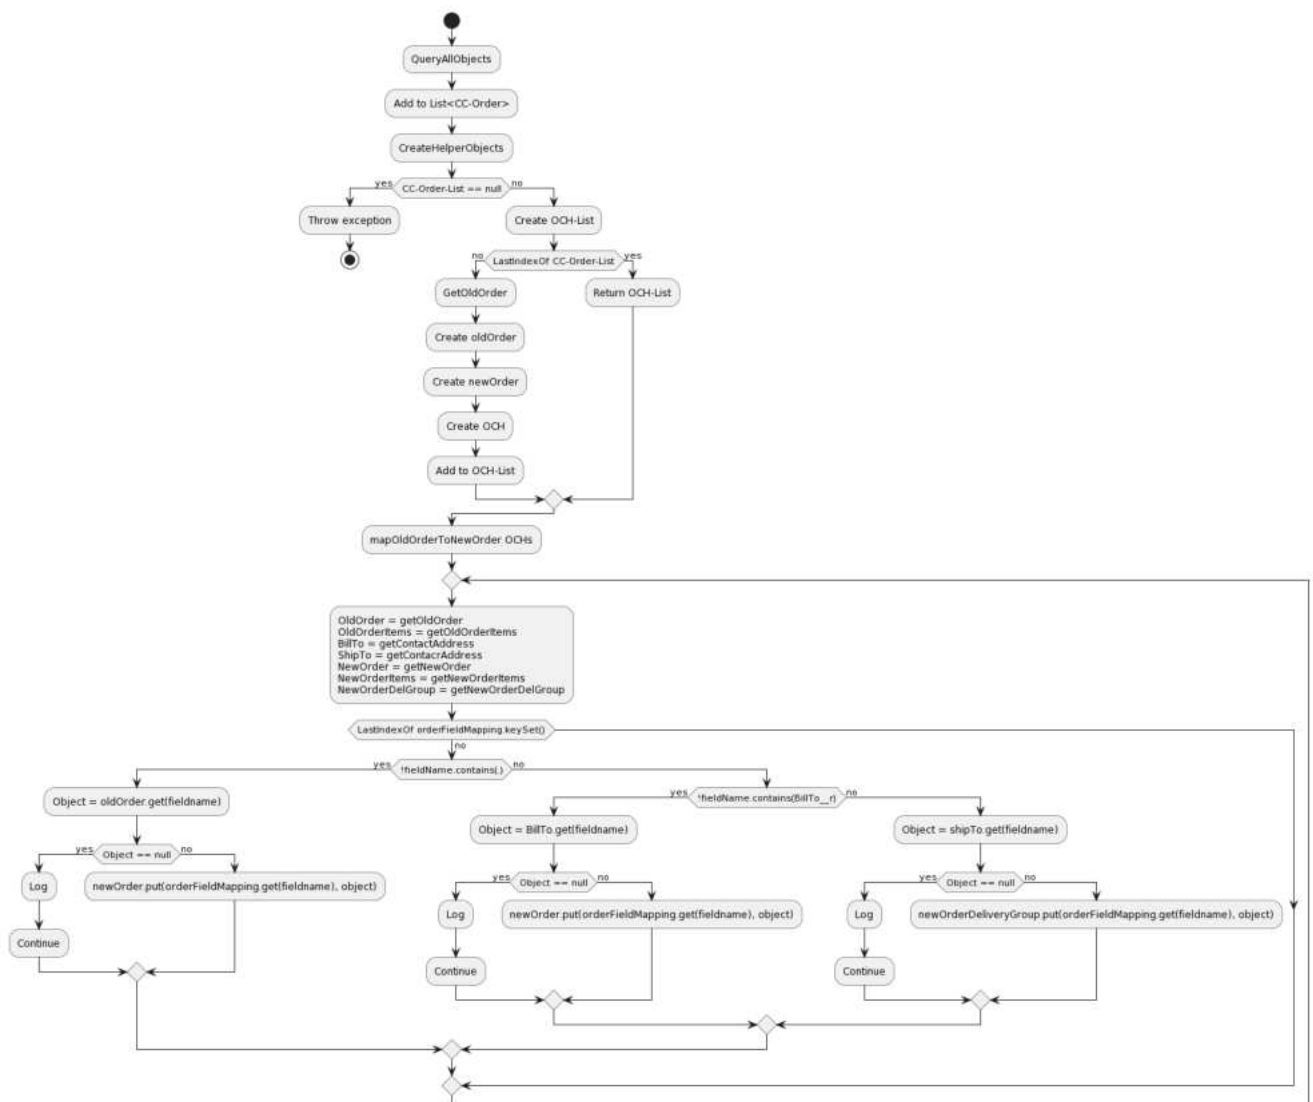 QueryAllObjects
Add to List<CC-Order>
CreateHelperObjects
yes
CC-Order-List == null
no
Throw exception
Create OCH-List
no
LastIndexOf CC-Order-List
yes
GetOldOrder
Return OCH-List
Create oldOrder
Create newOrder
Create OCH
Add to OCH-List
mapOldOrderToNewOrder OCHs
OldOrder = getOldOrder
OldOrderItems = getOldOrderItems
BillTo = getContactAddress
ShipTo = getContacrAddress
NewOrder = getNewOrder
NewOrderItems = getNewOrderItems
NewOrderDelGroup = getNewOrderDelGroup
LastIndexOf orderFieldMapping.keySet()
no
yes
!fieldName.contains(.)
no
Object = oldOrder.get(fieldname)
yes
!fieldName.contains(BillTo__r)
no
Object = BillTo.get(fieldname)
Object = shipTo.get(fieldname)
yes
Object == null
no
yes
Object == null
no
yes
Object == null
no
Log
newOrder.put(orderFieldMapping.get(fieldname), object)
Log
newOrder.put(orderFieldMapping.get(fieldname), object)
Log
newOrderDeliveryGroup.put(orderFieldMapping.get(fieldname), object)
Continue
Continue
Continue